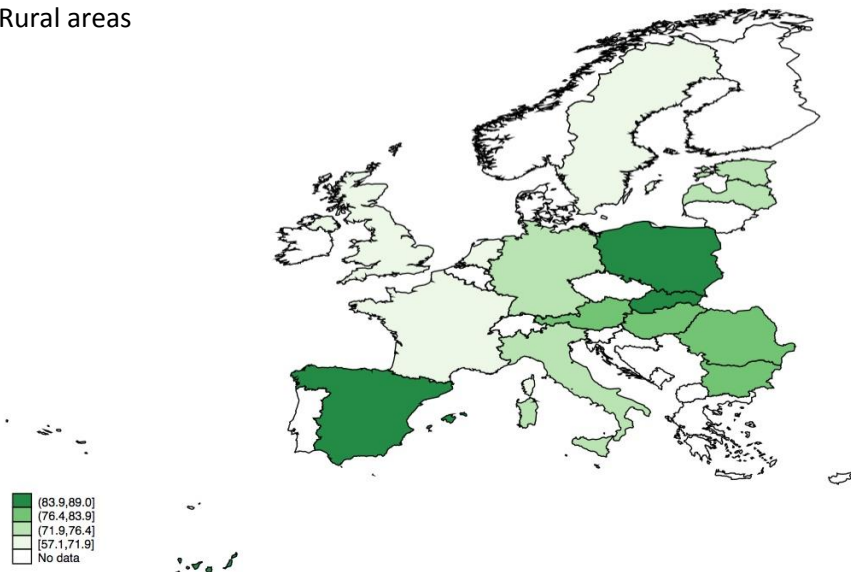 Rural areas
(83.9,89.0]
(76.4,83.9]
(71.9,76.4]
[57.1,71.9]
No data